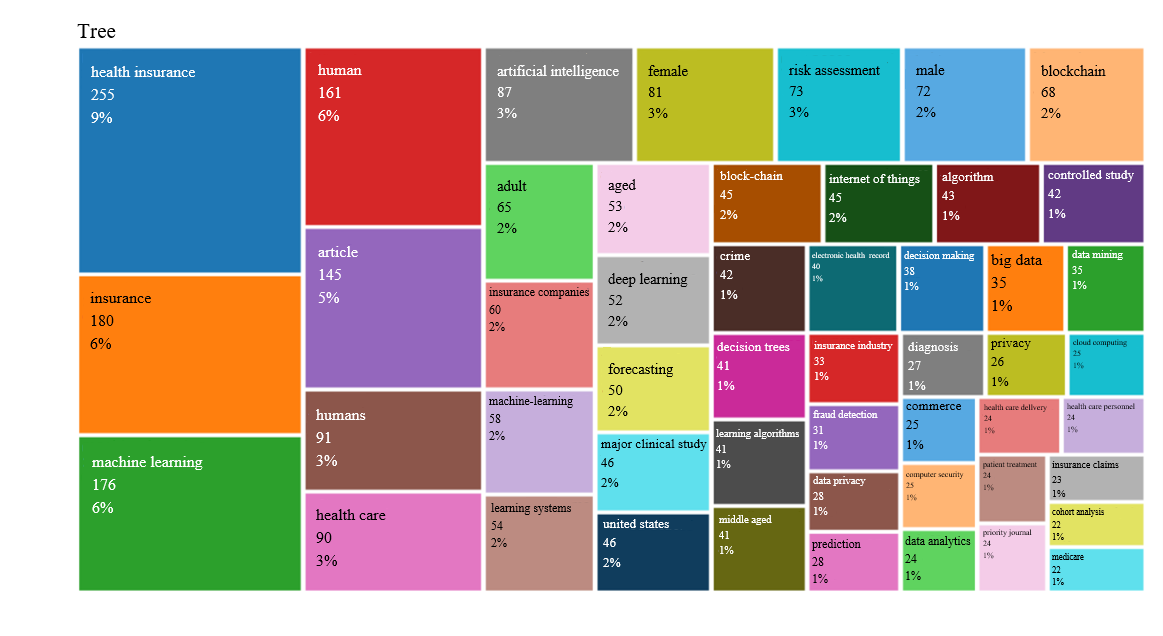 Tree
health insurance
255
9%
insurance
180
6%
machine learning
176
6%
human
161
6%
article
145
5%
humans
91
3%
health care
90
3%
artificial intelligence
87
3%
female
81
3%
risk assessment
73
3%
male
72
2%
blockchain
68
2%
adult
65
2%
insurance companies
60
2%
machine-learning
58
2%
learning systems
54
2%
aged
53
2%
deep learning
52
2%
forecasting
50
2%
major clinical study
46
2%
united states
46
2%
block-chain
45
2%
internet of things
45
2%
algorithm
43
1%
controlled study
42
1%
crime
42
1%
decision trees
41
1%
learning algorithms
41
1%
middle aged
41
1%
electronic health record
40
1%
decision making
38
1%
big data
35
1%
data mining
35
1%
insurance industry
33
1%
fraud detection
31
1%
data privacy
28
1%
prediction
28
1%
diagnosis
27
1%
privacy
26
1%
cloud computing
25
1%
commerce
25
1%
computer security
25
1%
data analytics
24
1%
health care delivery
24
1%
health care personnel
24
1%
patient treatment
24
1%
priority journal
24
1%
insurance claims
23
1%
cohort analysis
22
1%
medicare
22
1%